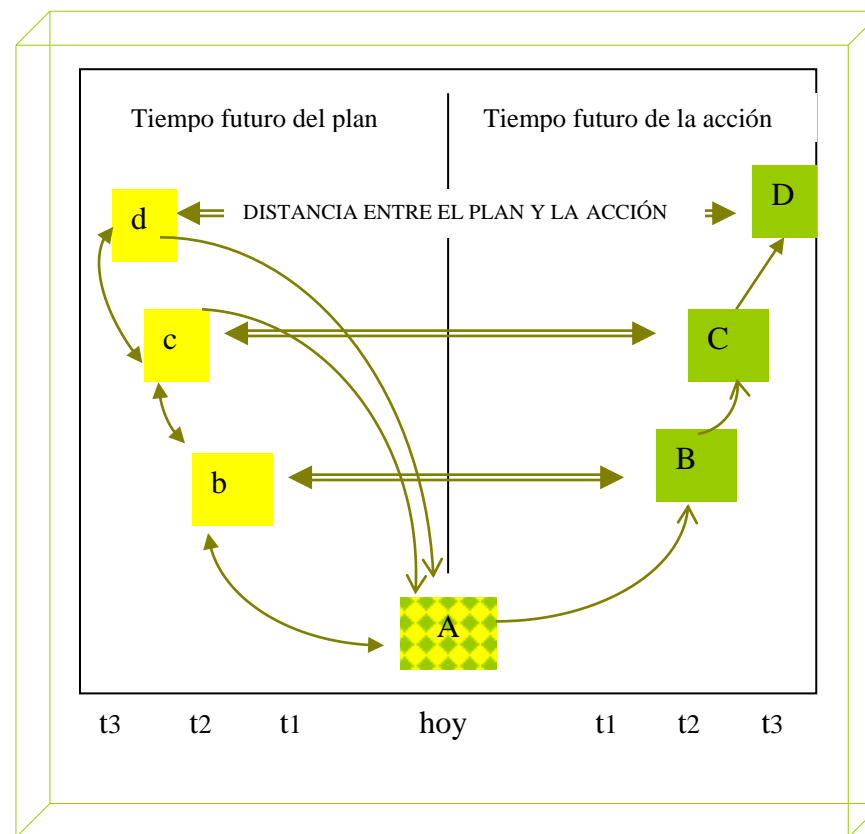 Tiempo futuro del plan
Tiempo futuro de la acción
d
DISTANCIA ENTRE EL PLAN Y LA ACCIÓN
D
c
C
b
B
A
t3 t2 t1 hoy t1 t2 t3